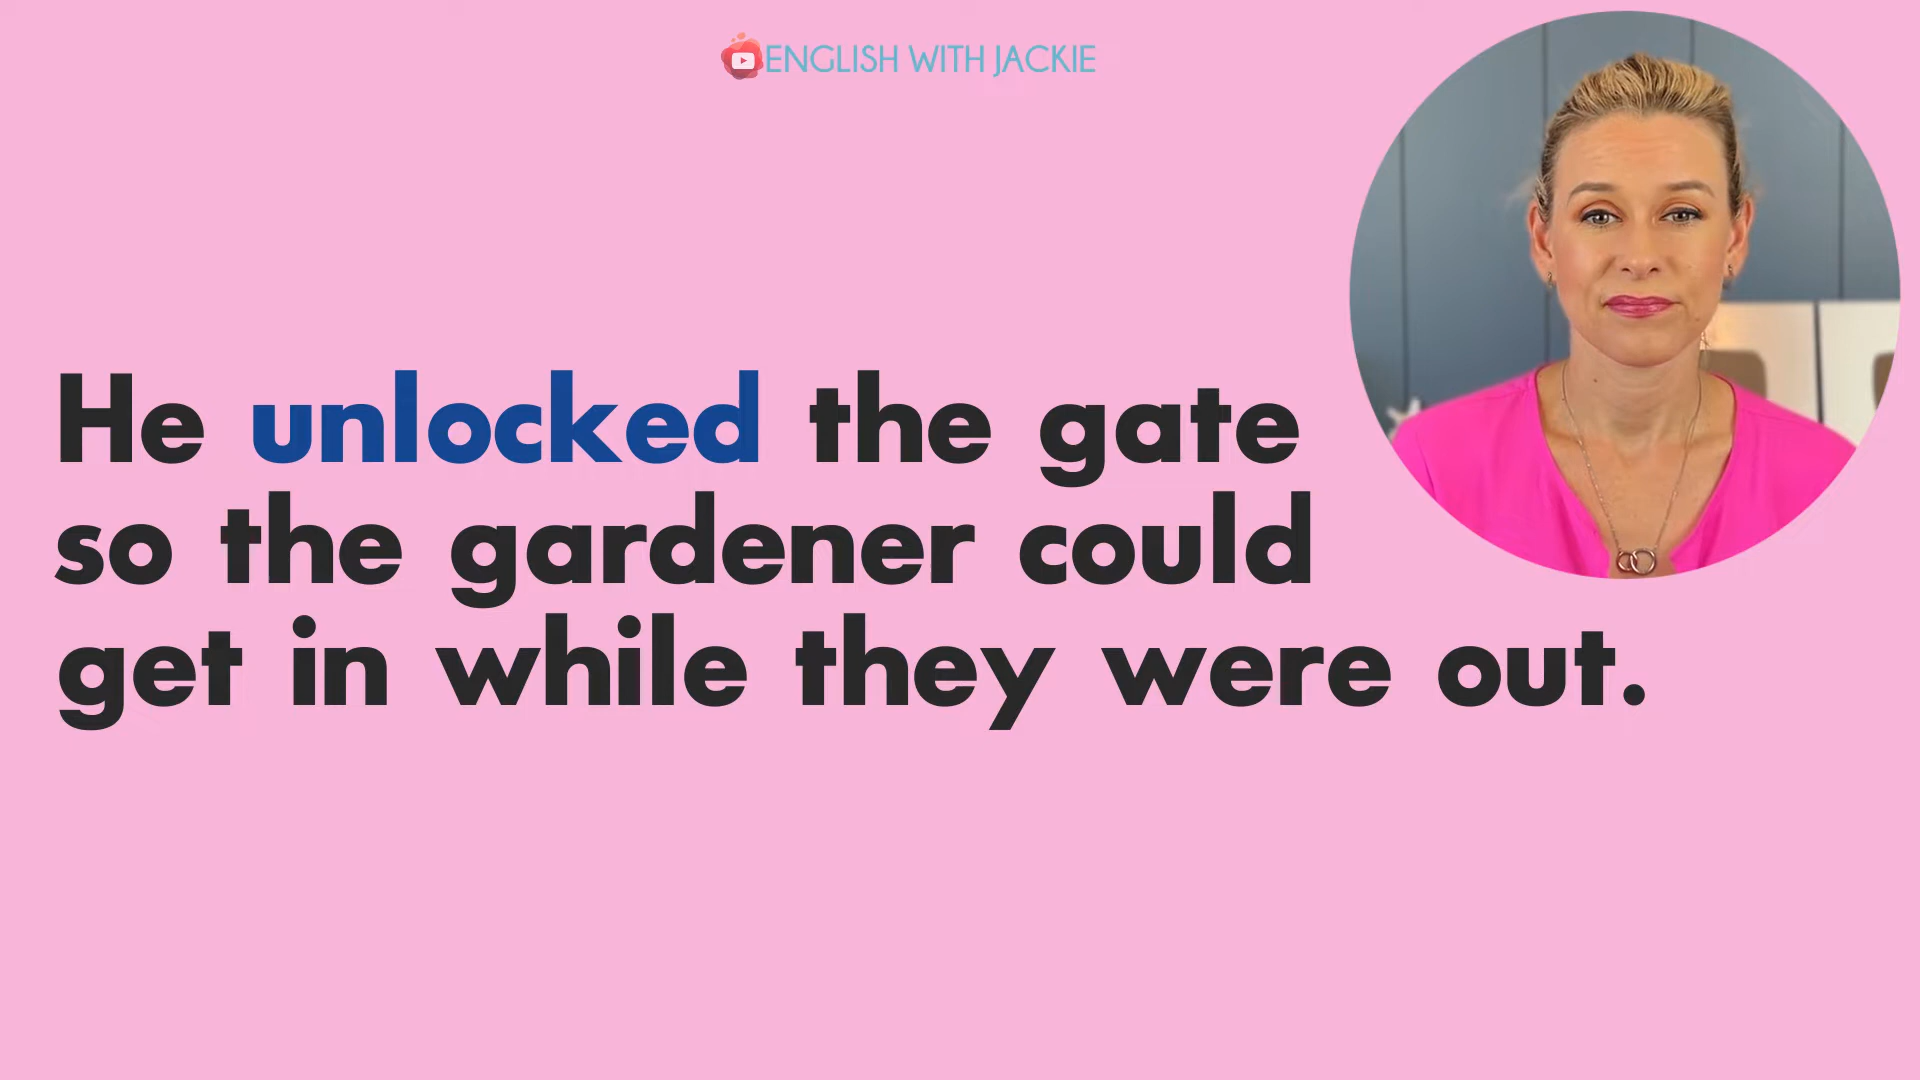 ENGLISH WITH JACKIE
He unlocked the gate
so the gardener could
get in while they were out.